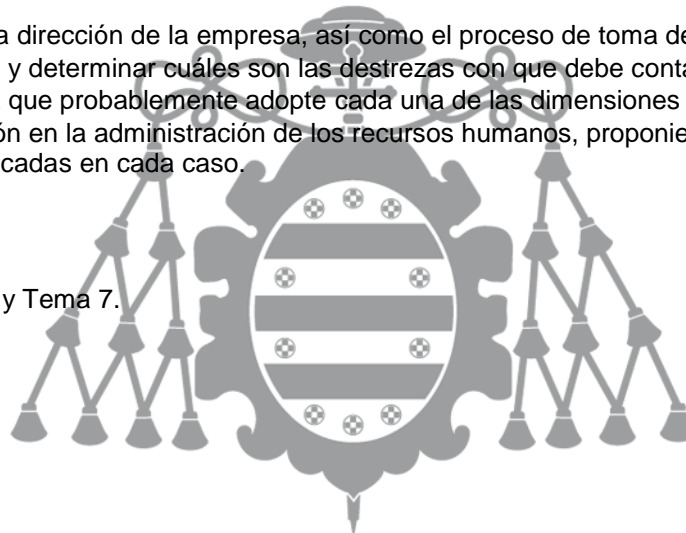 a dirección de la empresa, así como el proceso de toma de
y determinar cuáles son las destrezas con que debe conta
que probablemente adopte cada una de las dimensiones
ón en la administración de los recursos humanos, proponie
cadas en cada caso.
y Tema 7.